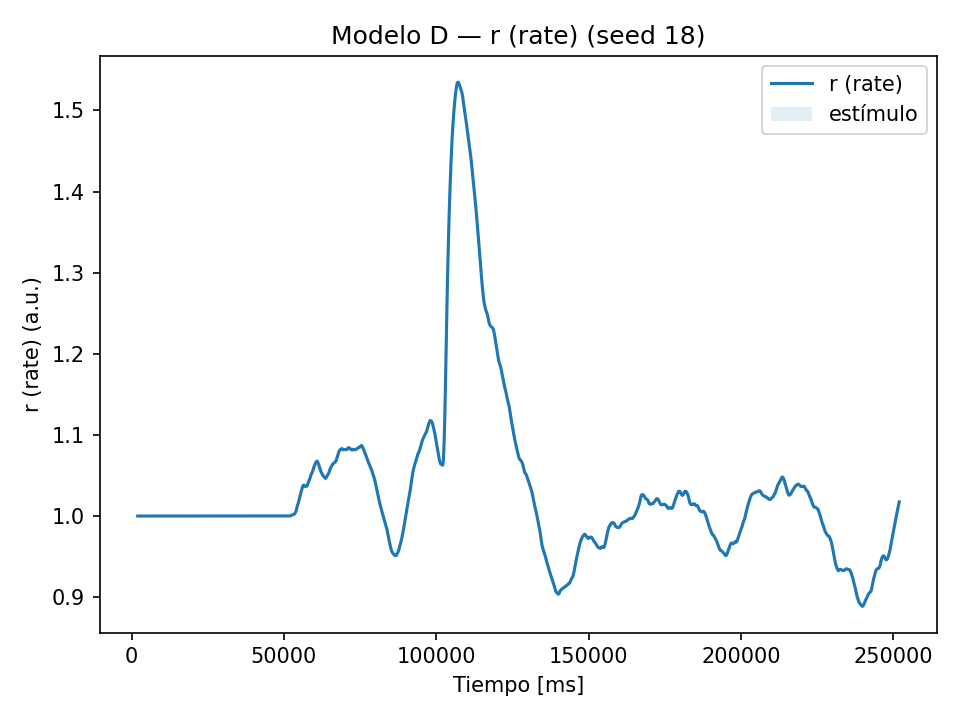 Modelo D — r (rate) (seed 18)
r (rate)
estímulo
r (rate) (a.u.)
1.5
1.4
1.3
1.2
1.1
1.0
0.9
0 50000 100000 150000 200000 250000
Tiempo [ms]